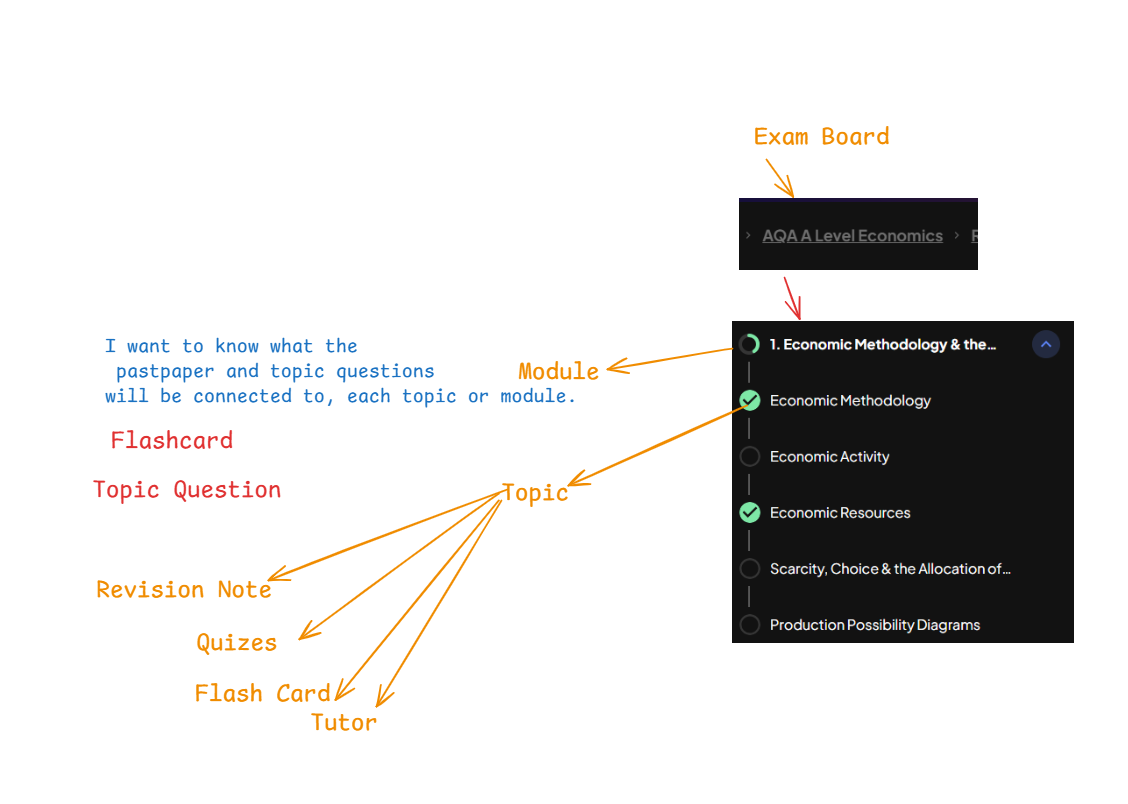 Exam Board
› AQA A Level Economics ›
I want to know what the
pastpaper and topic questions
will be connected to, each topic or module.
Flashcard
Topic Question
Module
1. Economic Methodology & the...
Economic Methodology
Economic Activity
Topic
Economic Resources
Scarcity, Choice & the Allocation of...
Production Possibility Diagrams
Revision Note
Quizes
Flash Card
Tutor